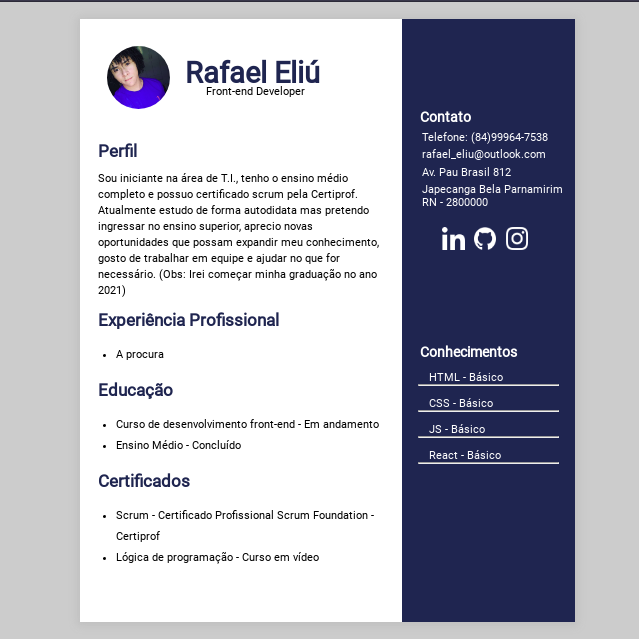 Rafael Eliú
Front-end Developer
Perfil
Sou iniciante na área de T.I., tenho o ensino médio
completo e possuo certificado scrum pela Certiprof.
Atualmente estudo de forma autodidata mas pretendo
ingressar no ensino superior, aprecio novas
oportunidades que possam expandir meu conhecimento,
gosto de trabalhar em equipe e ajudar no que for
necessário. (Obs: Irei começar minha graduação no ano
2021)
Experiência Profissional
A procura
Educação
Curso de desenvolvimento front-end - Em andamento
Ensino Médio - Concluído
Certificados
Scrum - Certificado Profissional Scrum Foundation -
Certiprof
Lógica de programação - Curso em vídeo
Contato
Telefone: (84)99964-7538
rafael_eliu@outlook.com
Av. Pau Brasil 812
Japecanga Bela Parnamirim
RN - 2800000
Conhecimentos
HTML - Básico
CSS - Básico
JS - Básico
React - Básico